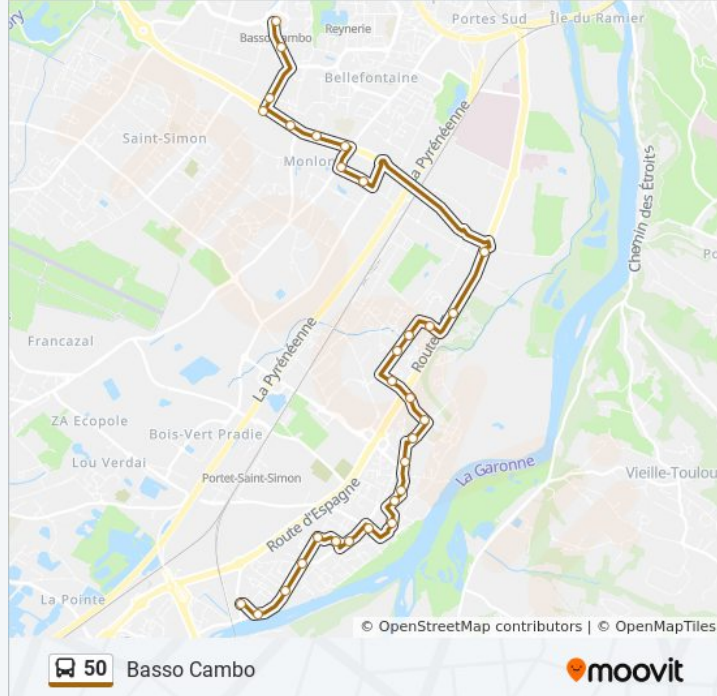 Portes Sud
Île du Ramier
Basso Cambo
Reynerie
Bellefontaine
Saint-Simon
Monlon
La Pyrénéenne
Chemin des Étroits
Francazal
La Pyrénéenne
Route
ZA Ecopole
Bois-Vert Pradie
Lou Verdai
La Garonne
Vieille-Toulou
Portet-Saint-Simon
Route d'Espagne
La Pointe
© OpenStreetMap contributors | © OpenMapTiles
50 Basso Cambo
moovit